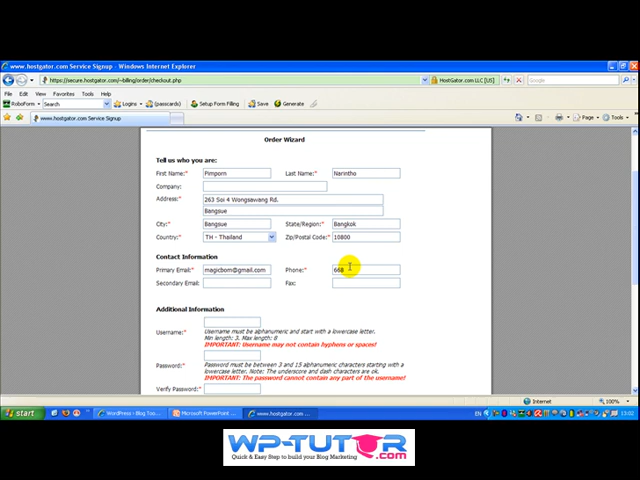 www.hostgator.com Service Signup - Windows Internet Explorer
https://secure.hostgator.com/~billing/order/checkout.php
HostGator.com LLC [US]
Google
File Edit View Favorites Tools Help
RoboForm Search Logins (passcards) Setup Form Filling Save Generate
www.hostgator.com Service Signup
Page Tools
Order Wizard
Tell us who you are:
First Name:* Pimporn Last Name:* Narintho
Company:
Address:* 263 Soi 4 Wongsawang Rd.
Bangsue
City:* Bangsue State/Region:* Bangkok
Country:* TH - Thailand Zip/Postal Code:* 10800
Contact Information
Primary Email:* magicbom@gmail.com Phone:* 668
Secondary Email: Fax:
Additional Information
Username:*
Username must be alphanumeric and start with a lowercase letter.
Min length: 3. Max length: 8
IMPORTANT: Username may not contain hyphens or spaces!
Password:*
Password must be between 3 and 15 alphanumeric characters starting with a
lowercase letter. Note: The underscore and dash characters are ok.
IMPORTANT: The password cannot contain any part of the username!
Verify Password:*
Internet 100%
start WordPress - Blog Too... Microsoft PowerPoint ... www.hostgator.com S... EN 13:02
WP-TUTOR
.com
Quick & Easy Step to build your Blog Marketing